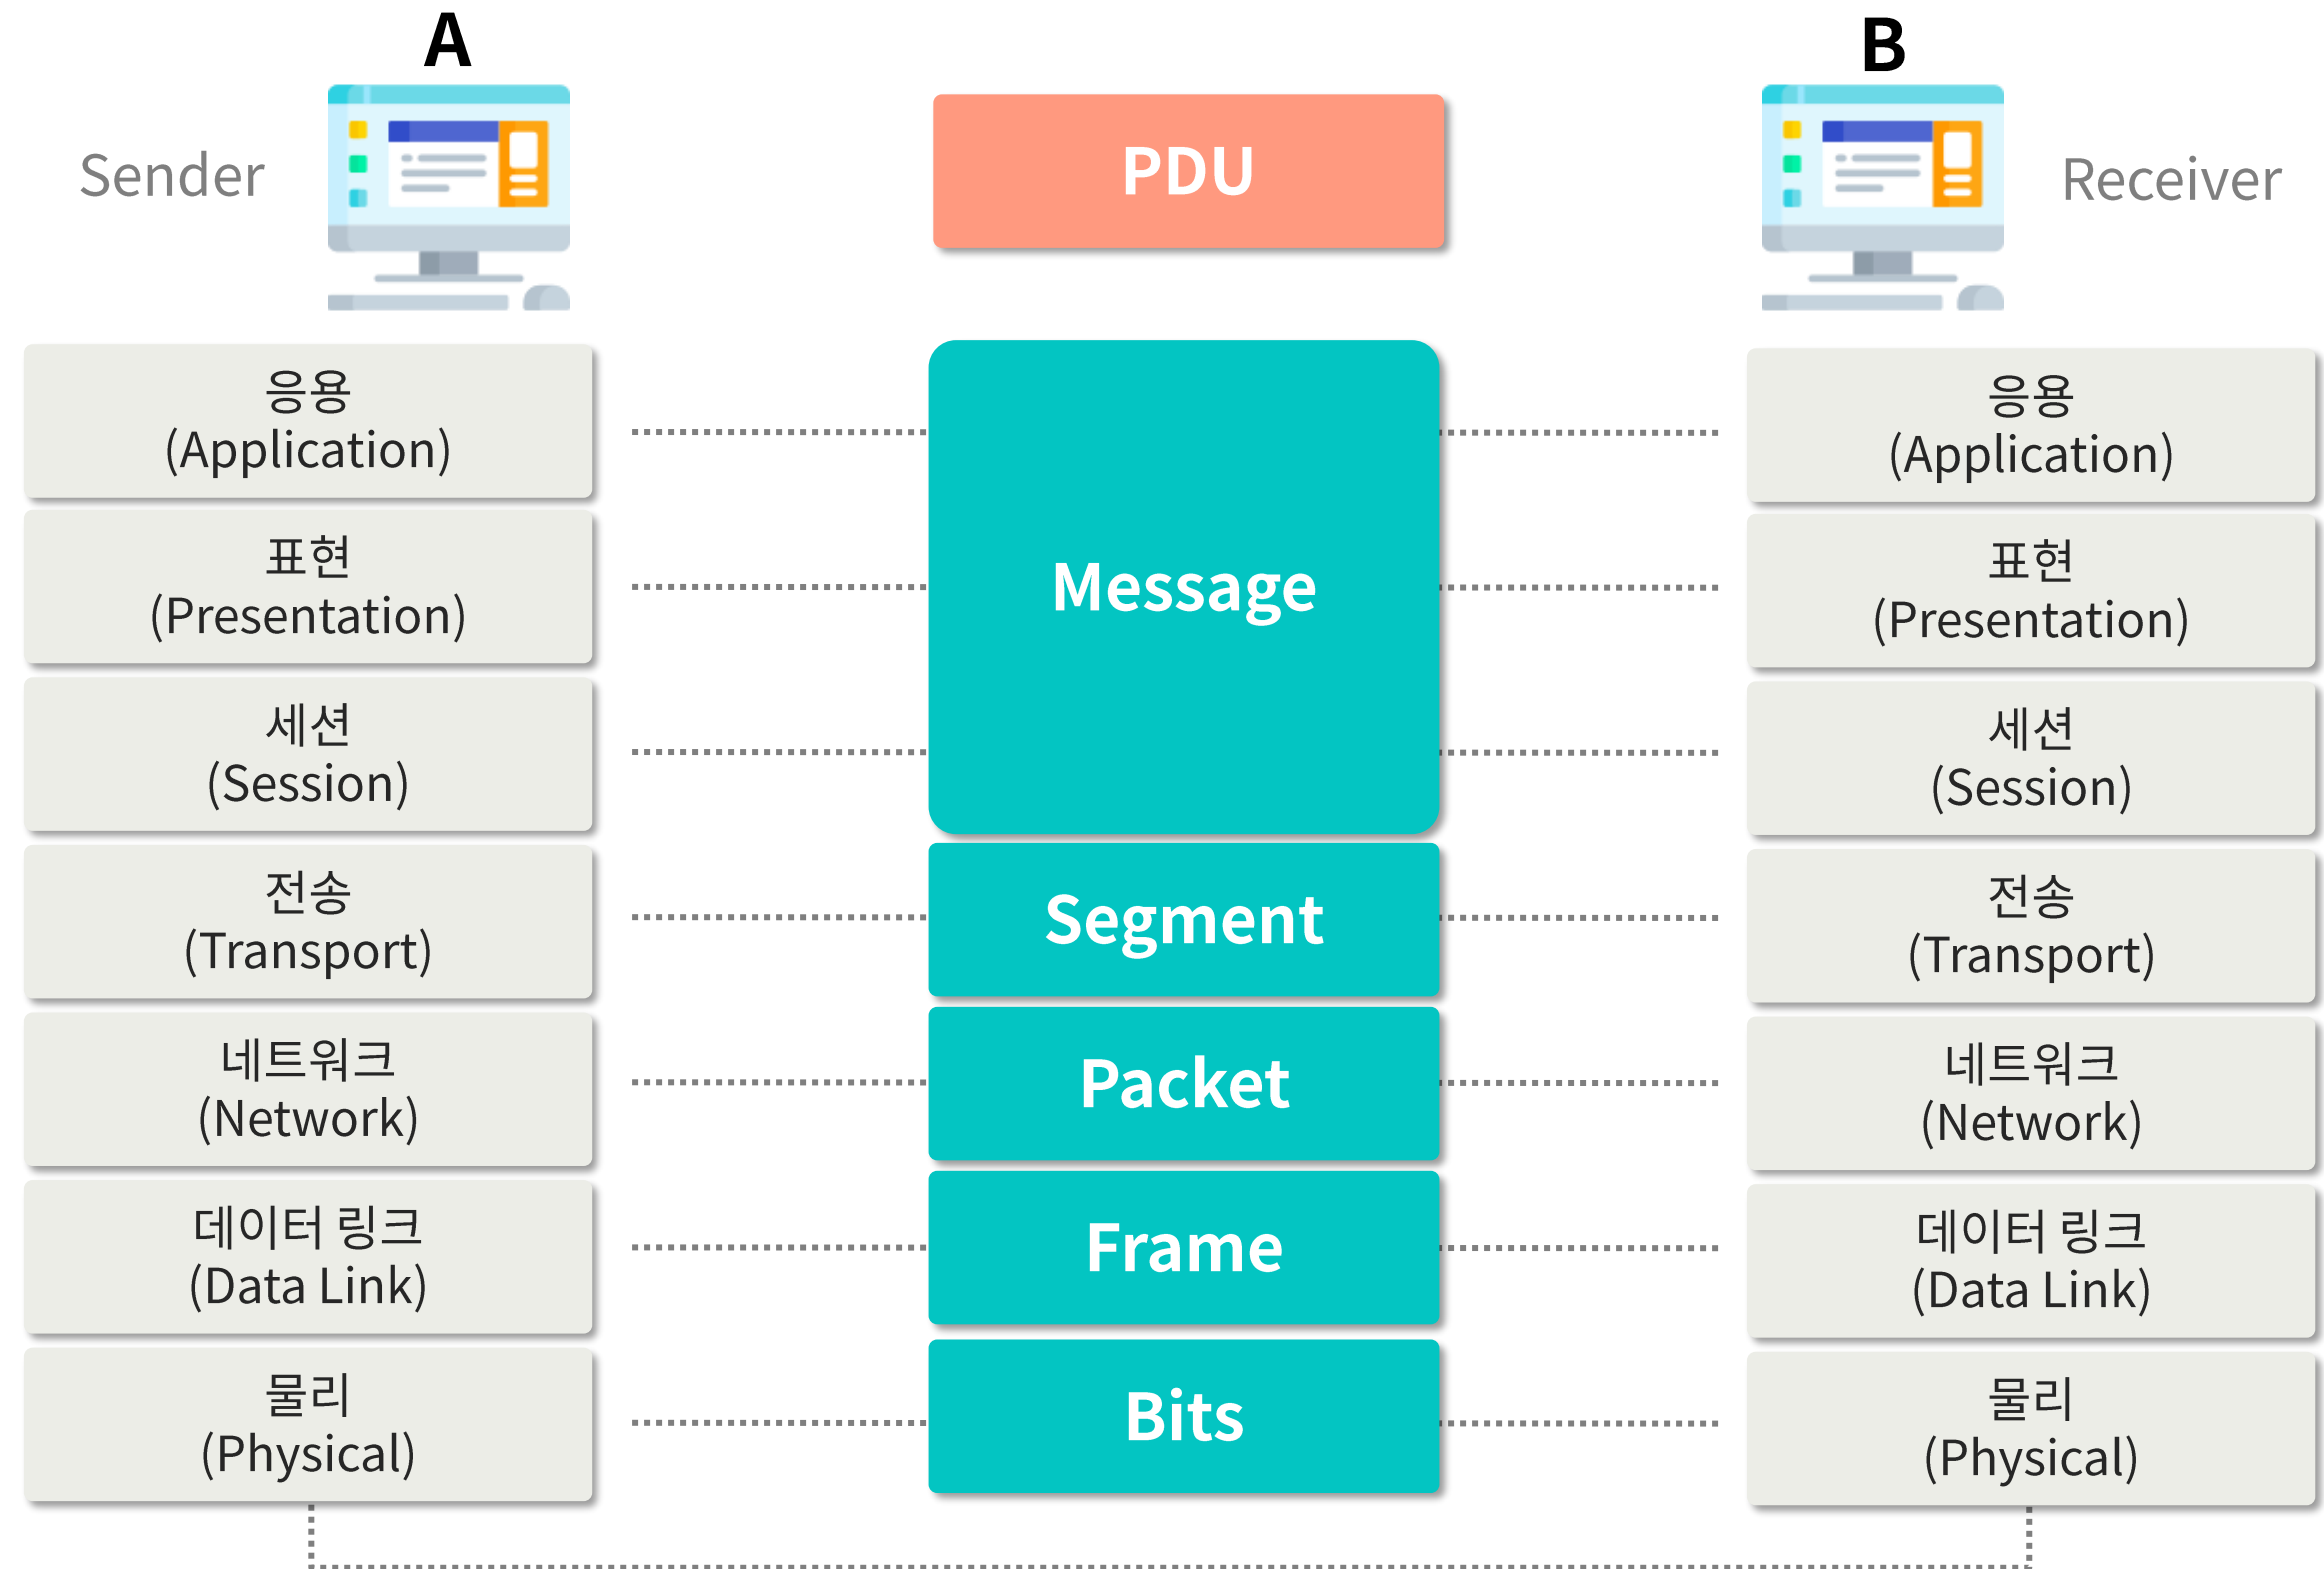 A
B
Sender
PDU
Receiver
응용
(Application)
표현
(Presentation)
세션
(Session)
전송
(Transport)
네트워크
(Network)
데이터 링크
(Data Link)
물리
(Physical)
Message
Segment
Packet
Frame
Bits
응용
(Application)
표현
(Presentation)
세션
(Session)
전송
(Transport)
네트워크
(Network)
데이터 링크
(Data Link)
물리
(Physical)